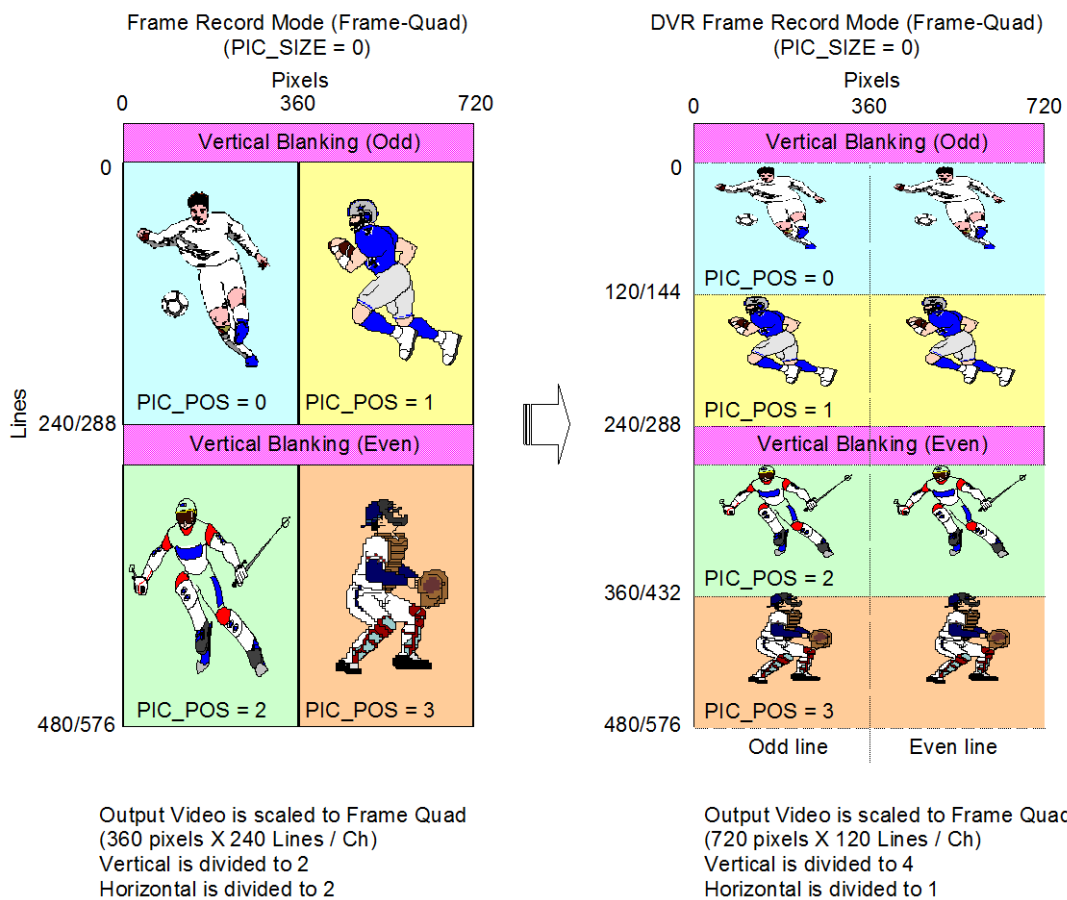 Frame Record Mode (Frame-Quad)
(PIC_SIZE = 0)
Pixels
0 360 720
Vertical Blanking (Odd)
0
PIC_POS = 0 PIC_POS = 1
Lines
240/288
Vertical Blanking (Even)
PIC_POS = 2 PIC_POS = 3
480/576
Output Video is scaled to Frame Quad
(360 pixels X 240 Lines / Ch)
Vertical is divided to 2
Horizontal is divided to 2
DVR Frame Record Mode (Frame-Quad)
(PIC_SIZE = 0)
Pixels
0 360 720
Vertical Blanking (Odd)
0
PIC_POS = 0
120/144
PIC_POS = 1
240/288
Vertical Blanking (Even)
PIC_POS = 2
360/432
PIC_POS = 3
480/576
Odd line Even line
Output Video is scaled to Frame Quad
(720 pixels X 120 Lines / Ch)
Vertical is divided to 4
Horizontal is divided to 1